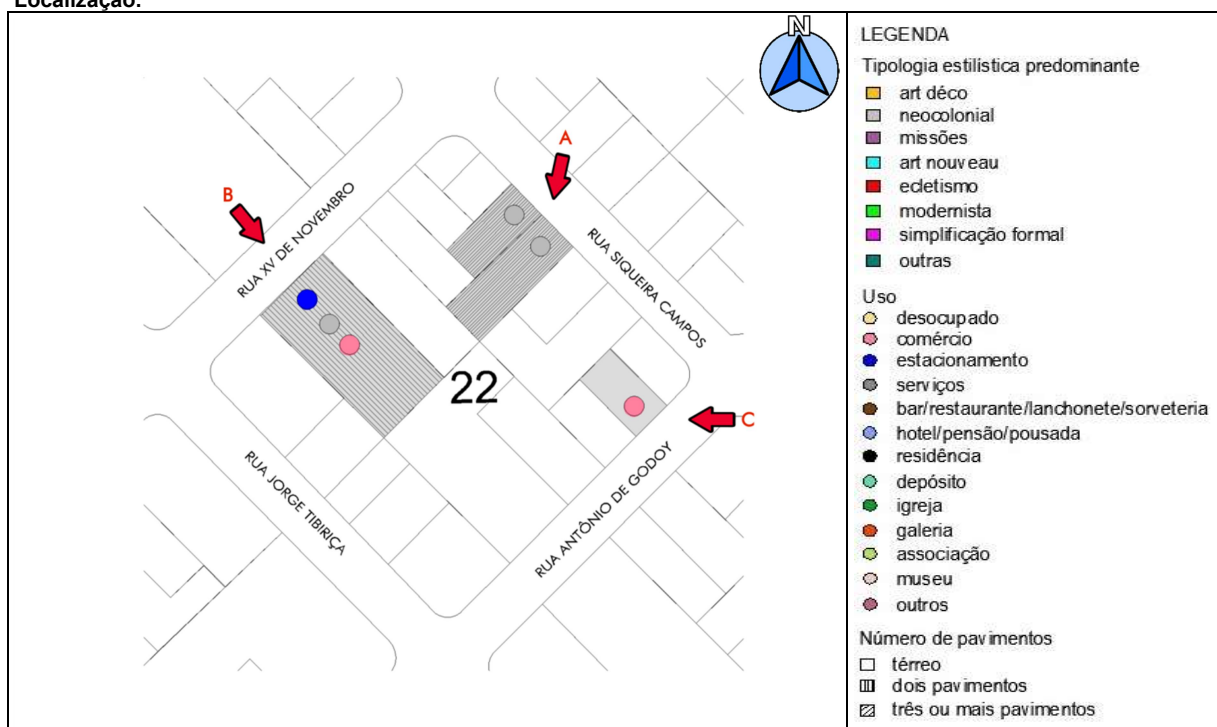 Localização:
N
A
B
RUA XV DE NOVEMBRO
RUA SIQUEIRA CAMPOS
22
C
RUA JORGE TIBIRIÇA
RUA ANTÔNIO DE GODOY
LEGENDA
Tipologia estilística predominante
art déco
neocolonial
missões
art nouveau
ecletismo
modernista
simplificação formal
outras
Uso
desocupado
comércio
estacionamento
serviços
bar/restaurante/lanchonete/sorveteria
hotel/pensão/pousada
residência
depósito
igreja
galeria
associação
museu
outros
Número de pavimentos
térreo
dois pavimentos
três ou mais pavimentos